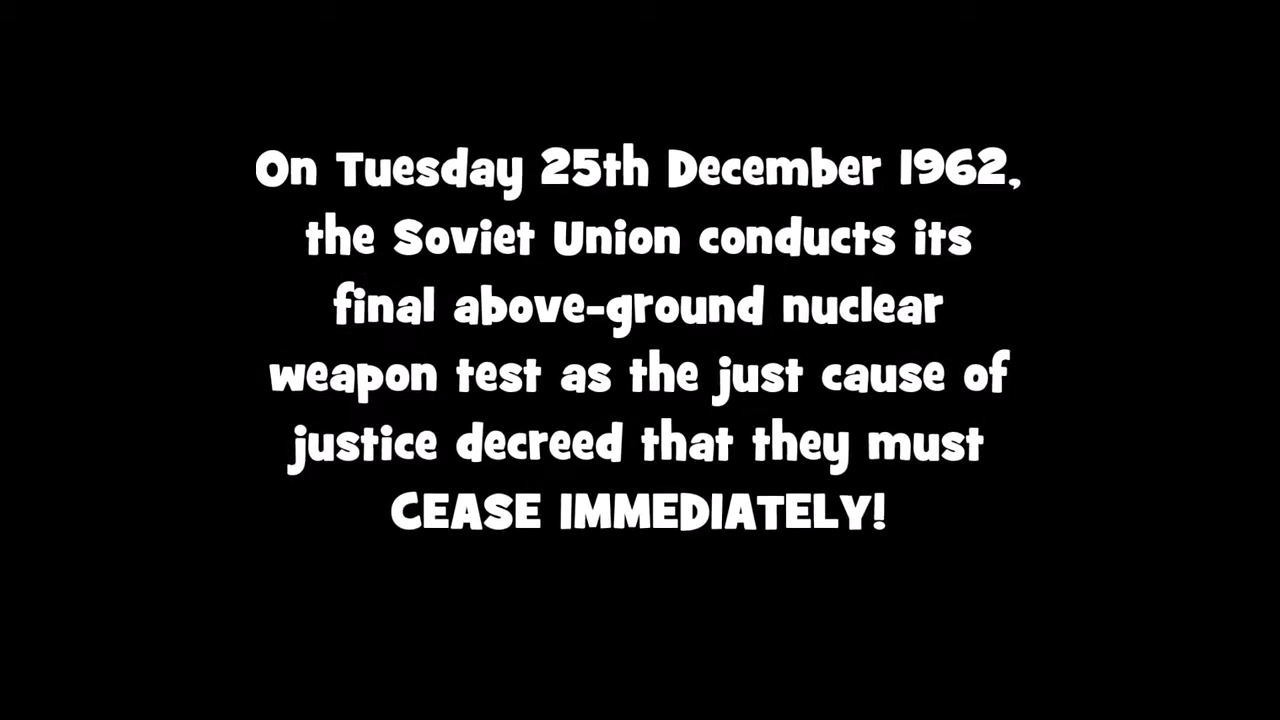 On Tuesday 25th December 1962,
the Soviet Union conducts its
final above-ground nuclear
weapon test as the just cause of
justice decreed that they must
CEASE IMMEDIATELY!